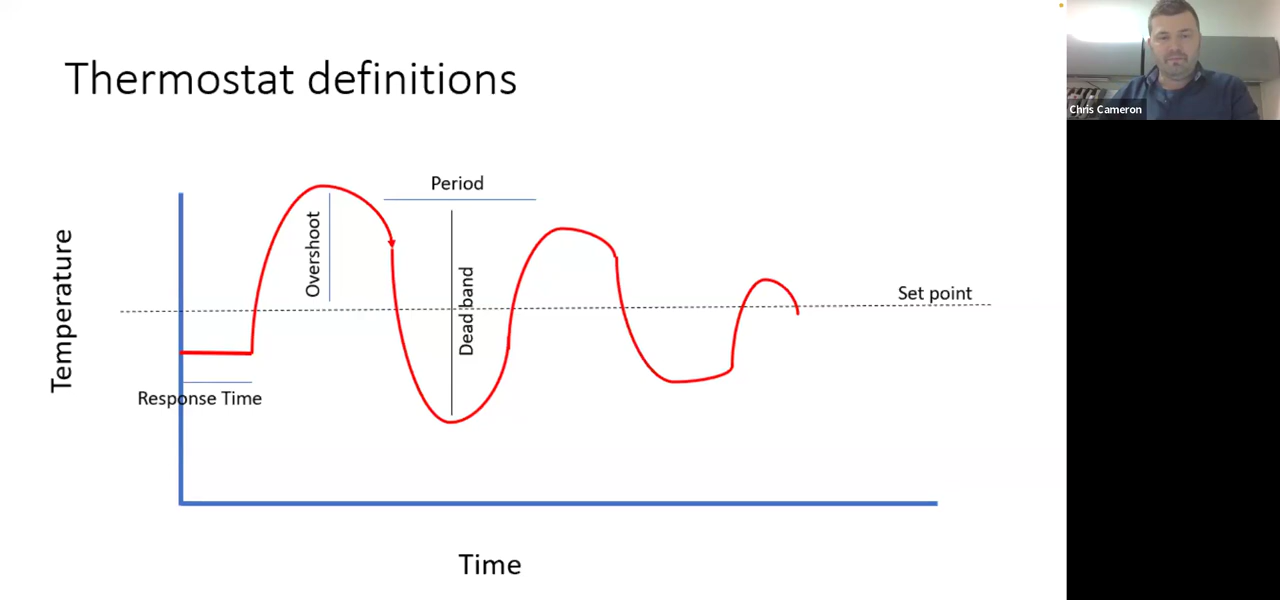 Thermostat definitions
Chris Cameron
Period
Overshoot
Dead band
Temperature
Set point
Response Time
Time